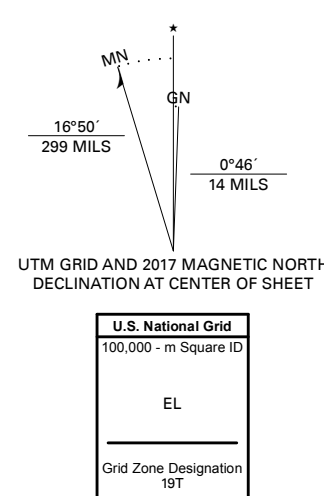 ★
MN
GN
16°50´
299 MILS
0°46´
14 MILS
UTM GRID AND 2017 MAGNETIC NORTH
DECLINATION AT CENTER OF SHEET
U.S. National Grid
100,000 - m Square ID
EL
Grid Zone Designation
19T